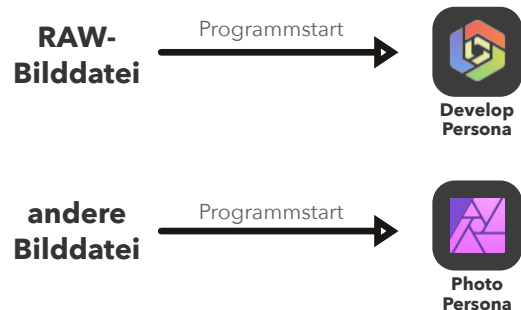 RAW-
Bilddatei
Programmstart
Develop
Persona
andere
Bilddatei
Programmstart
Photo
Persona